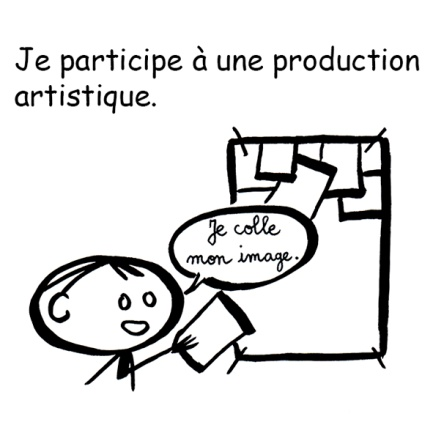 Je participe à une production
artistique.
Je colle
mon image.